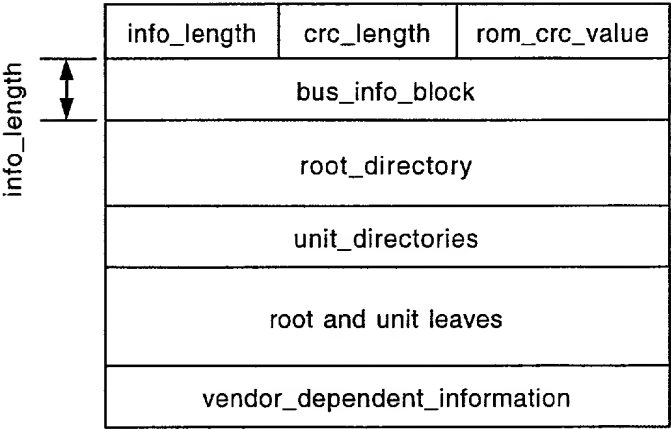 info_length crc_length rom_crc_value
info_length
bus_info_block
root_directory
unit_directories
root and unit leaves
vendor_dependent_information